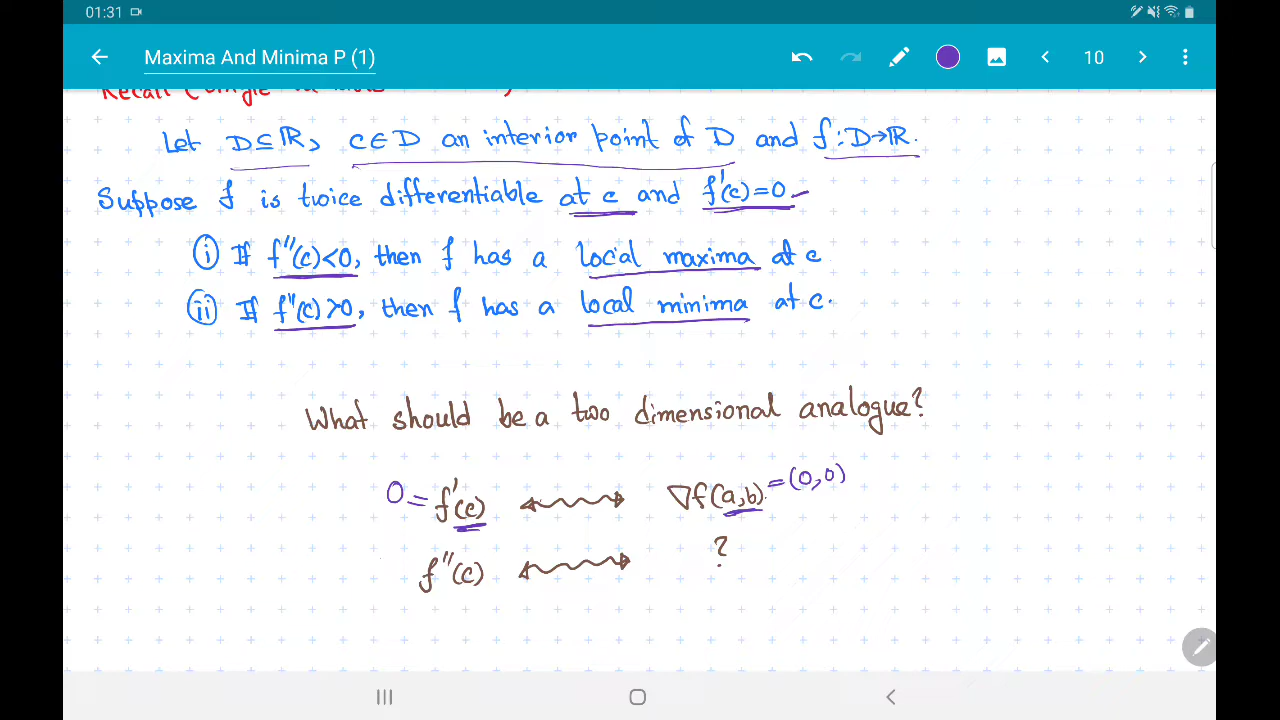 01:31
Maxima And Minima P (1)
10
Let D⊆ℝ, c∈D an interior point of D and f:D→ℝ.
Suppose f is twice differentiable at c and f'(c)=0
(i) If f''(c)<0, then f has a local maxima at c
(ii) If f''(c)>0, then f has a local minima at c.
What should be a two dimensional analogue?
0 = f'(c) ↔ ∇f(a,b) = (0,0)
f''(c) ↔ ?